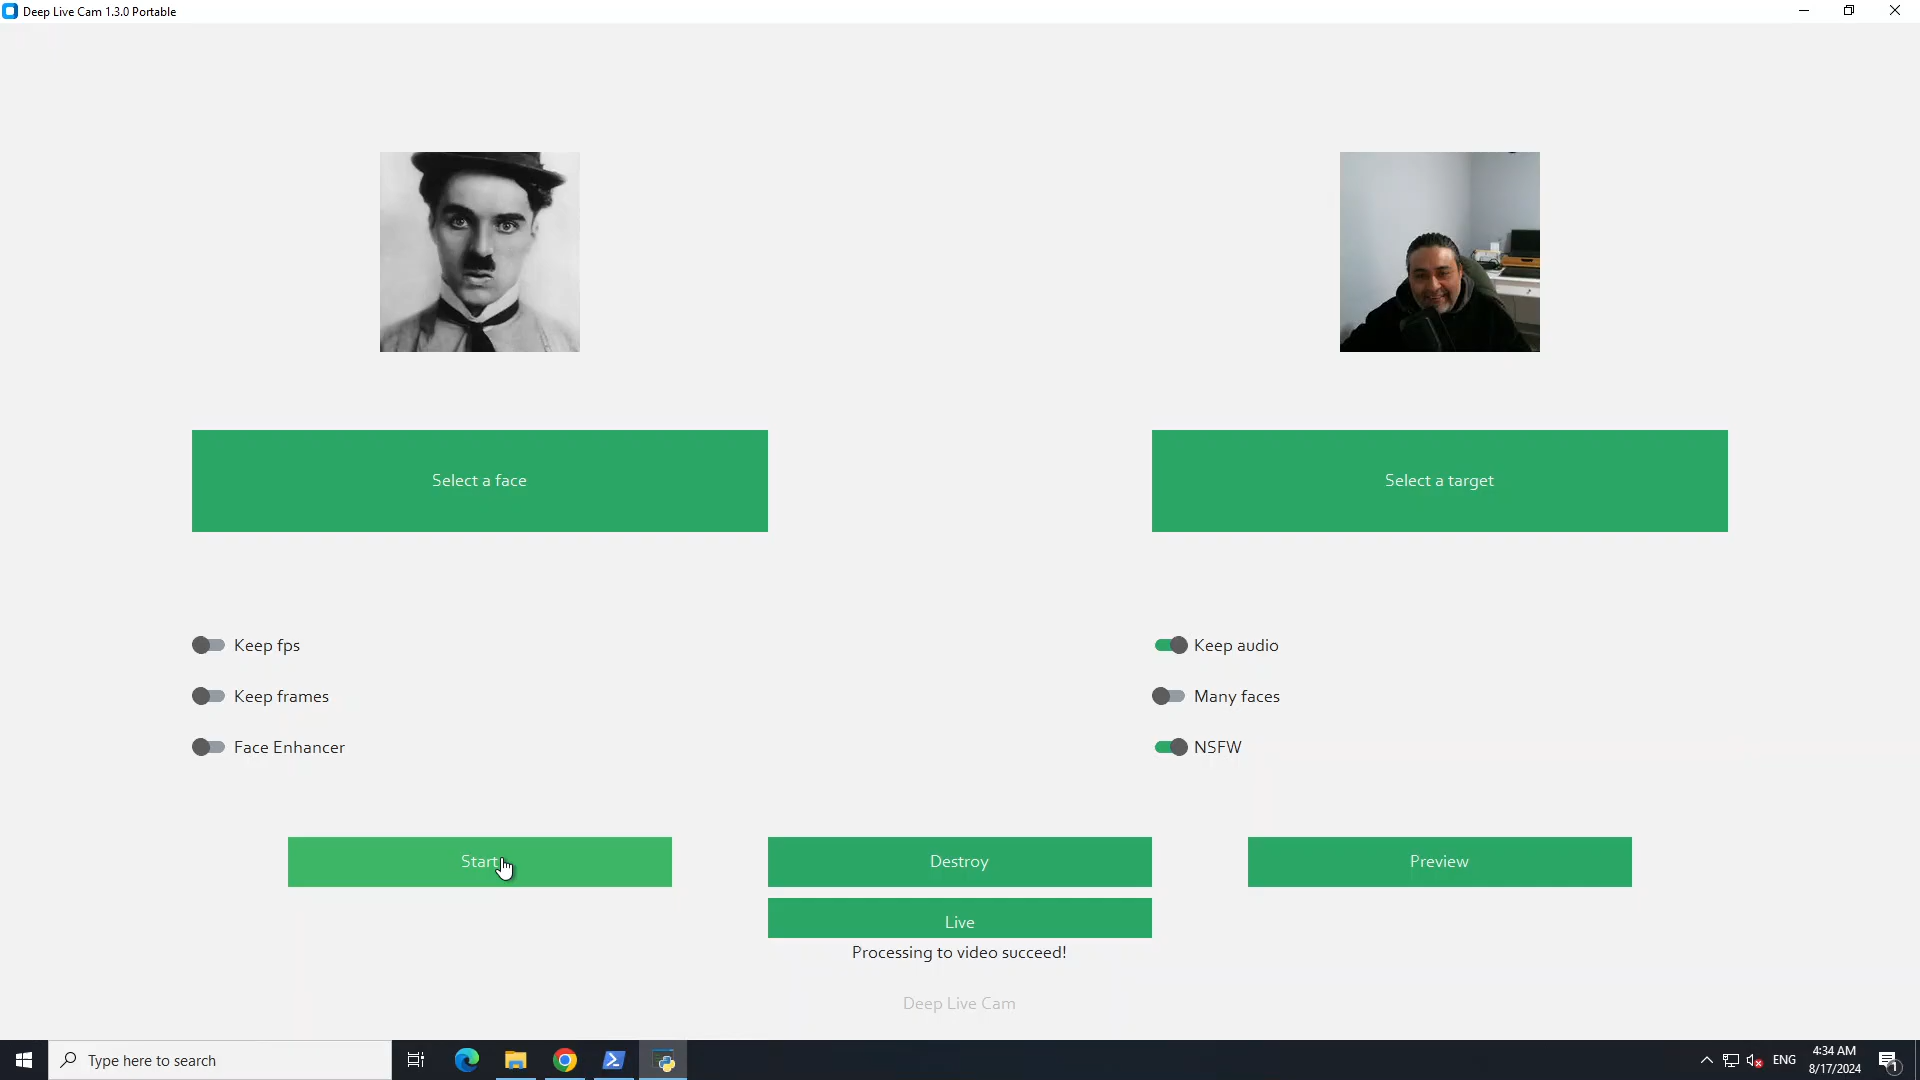 Deep Live Cam 1.3.0 Portable
Select a face
Select a target
Keep fps
Keep audio
Keep frames
Many faces
Face Enhancer
NSFW
Start
Destroy
Preview
Live
Processing to video succeed!
Deep Live Cam
Type here to search
ENG
4:34 AM
8/17/2024
1